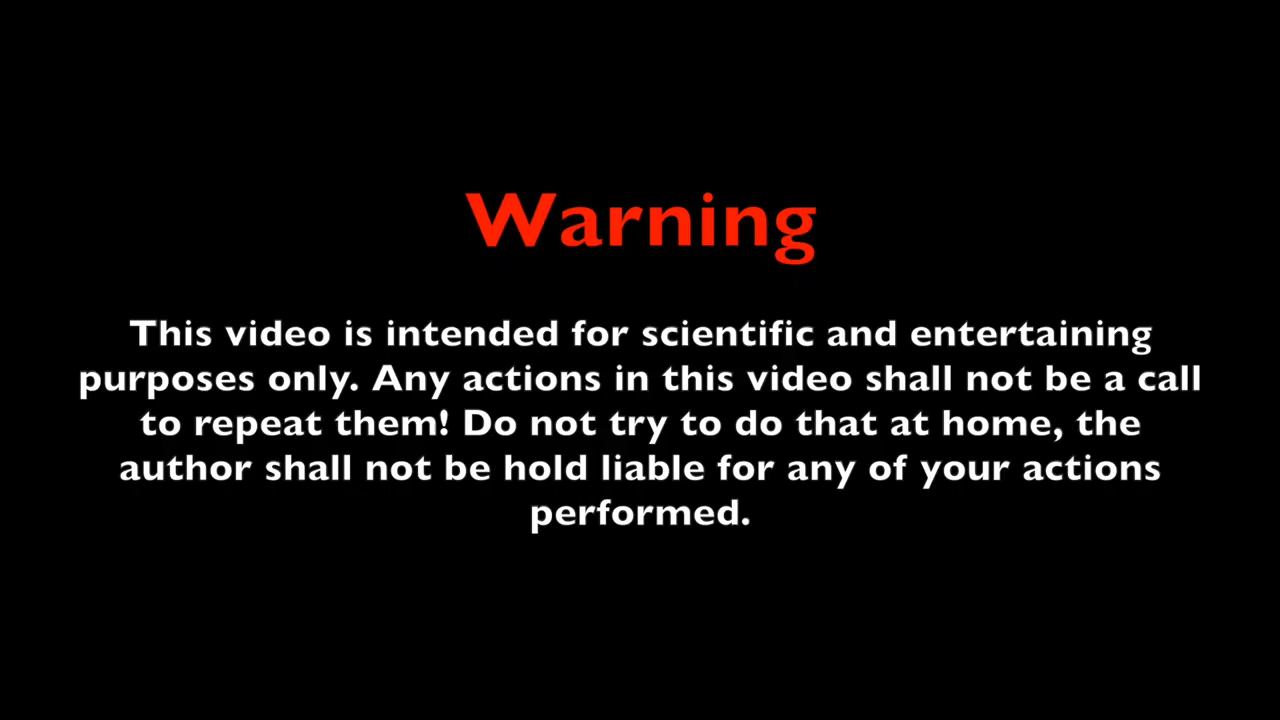 Warning
This video is intended for scientific and entertaining
purposes only. Any actions in this video shall not be a call
to repeat them! Do not try to do that at home, the
author shall not be hold liable for any of your actions
performed.